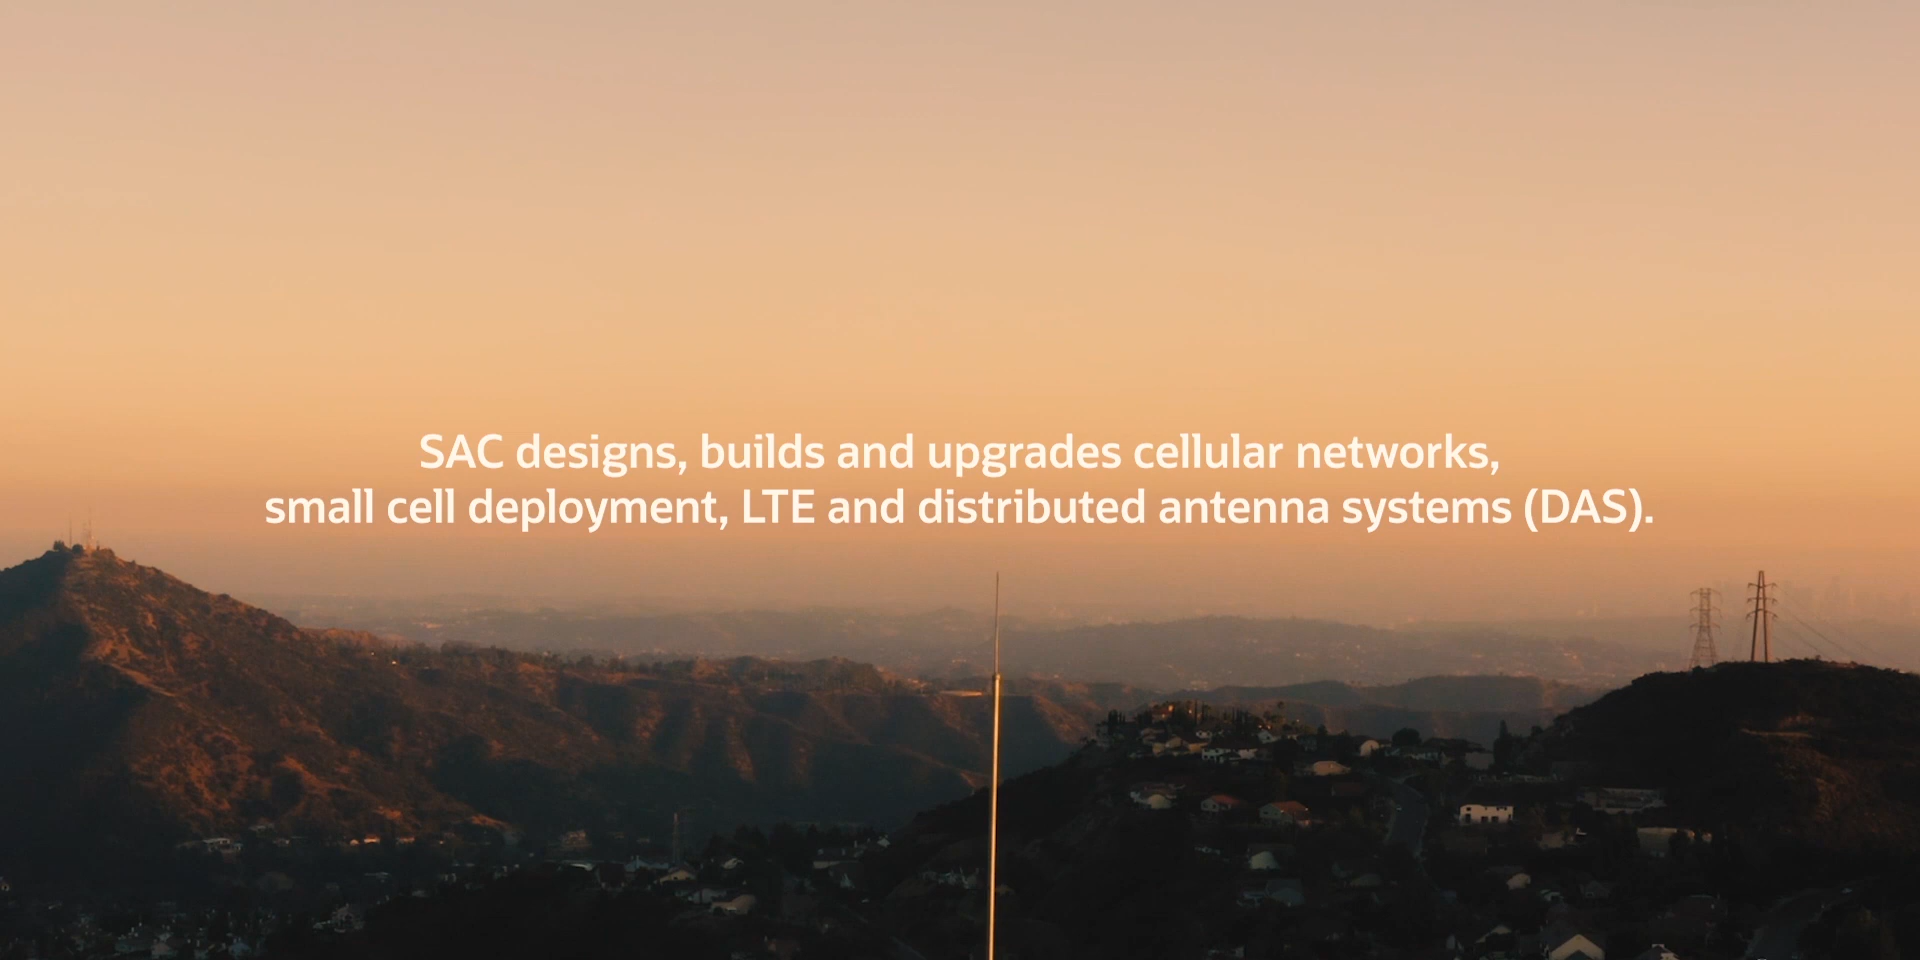 SAC designs, builds and upgrades cellular networks,
small cell deployment, LTE and distributed antenna systems (DAS).